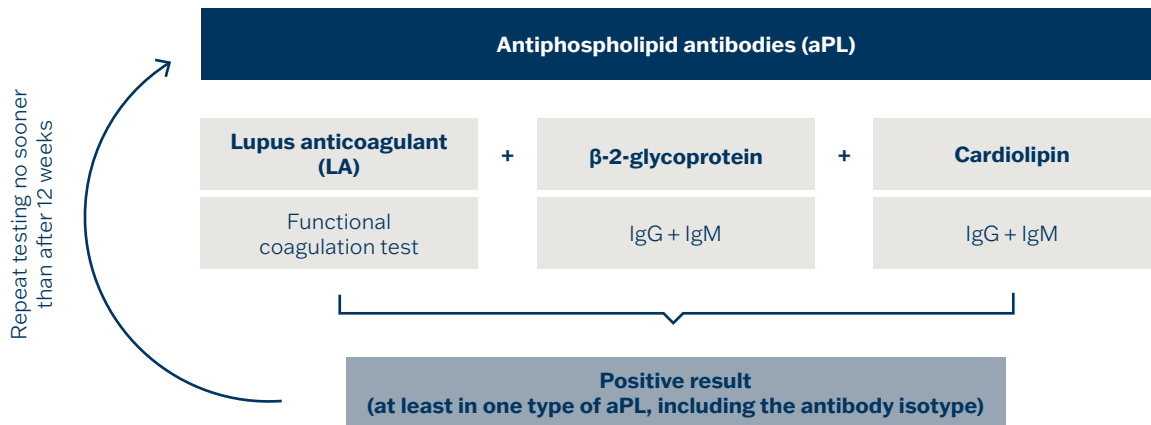 Antiphospholipid antibodies (aPL)
Repeat testing no sooner
than after 12 weeks
Lupus anticoagulant
(LA)
+
β-2-glycoprotein
+
Cardiolipin
Functional
coagulation test
IgG + IgM
IgG + IgM
Positive result
(at least in one type of aPL, including the antibody isotype)